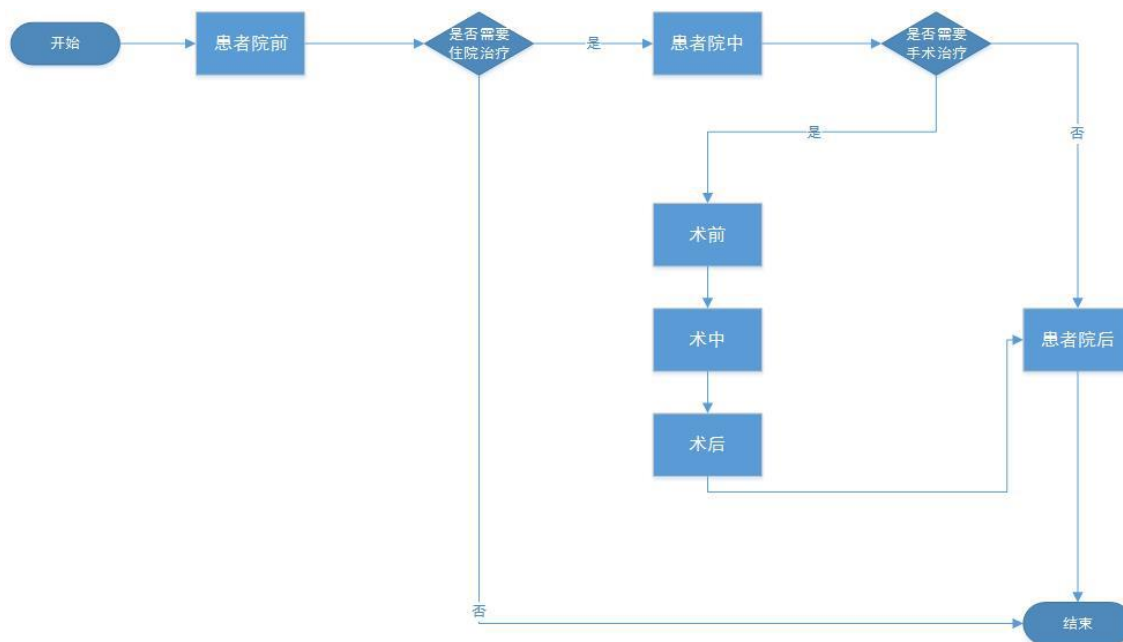 开始
患者院前
是否需要
住院治疗
是
患者院中
是否需要
手术治疗
是
否
术前
术中
患者院后
术后
否
结束